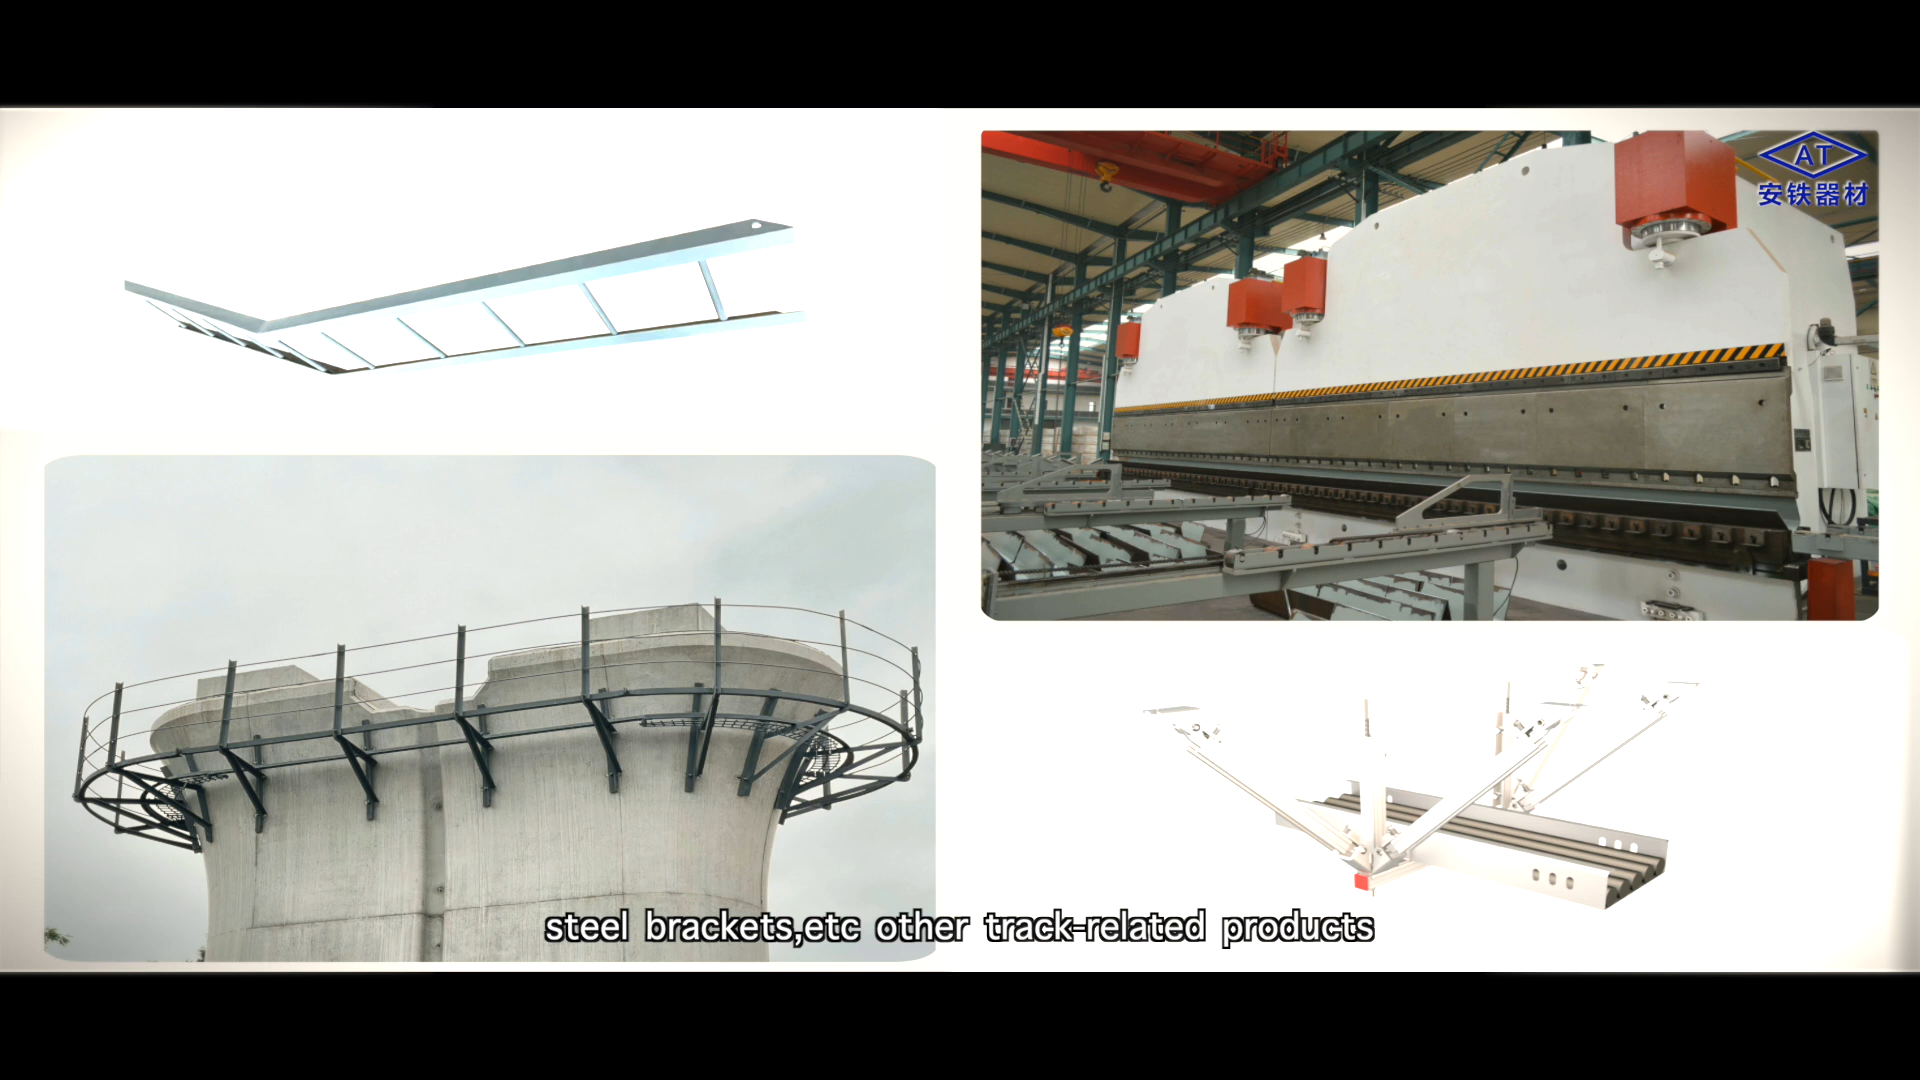 AT
安铁器材
steel brackets,etc other track-related products